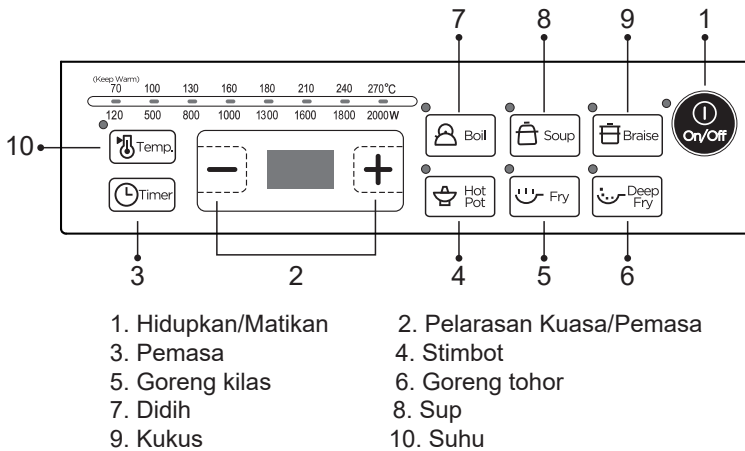 7 8 9 1
(Keep Warm)
70 100 130 160 180 210 240 270°C
120 500 800 1000 1300 1600 1800 2000W
10
Temp.
Timer
Boil
Soup
Braise
On/Off
Hot
Pot
Fry
Deep
Fry
3 2 4 5 6
1. Hidupkan/Matikan 2. Pelarasan Kuasa/Pemasa
3. Pemasa 4. Stimbot
5. Goreng kilas 6. Goreng tohor
7. Didih 8. Sup
9. Kukus 10. Suhu